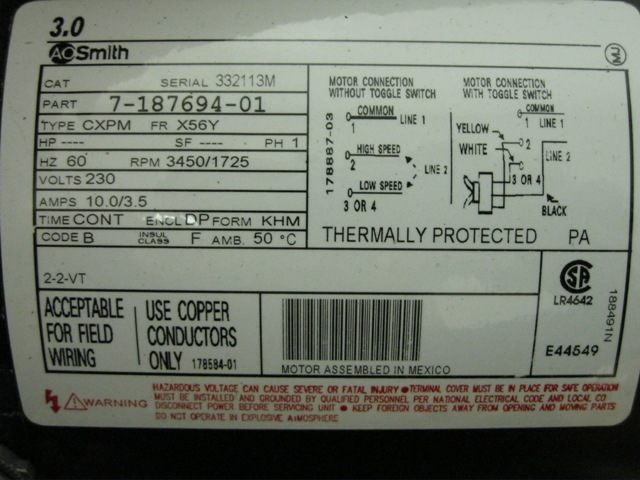 3.0
AO Smith
MJ
CAT SERIAL 332113M
PART 7-187694-01
TYPE CXPM FR X56Y
HP ---- SF ---- PH 1
HZ 60 RPM 3450/1725
VOLTS 230
AMPS 10.0/3.5
TIME CONT ENCL DP FORM KHM
CODE B INSUL CLASS F AMB. 50 °C
MOTOR CONNECTION
WITHOUT TOGGLE SWITCH
COMMON
1
LINE 1
HIGH SPEED
2
LINE 2
LOW SPEED
3 OR 4
178887-03
MOTOR CONNECTION
WITH TOGGLE SWITCH
COMMON
1
LINE 1
YELLOW
2
WHITE
LINE 2
3 OR 4
BLACK
THERMALLY PROTECTED PA
2-2-VT
ACCEPTABLE
FOR FIELD
WIRING
USE COPPER
CONDUCTORS
ONLY 178584-01
MOTOR ASSEMBLED IN MEXICO
SA
LR4642
E44549
188491N
WARNING
HAZARDOUS VOLTAGE CAN CAUSE SEVERE OR FATAL INJURY ● TERMINAL COVER MUST BE IN PLACE FOR SAFE OPERATION
MUST BE INSTALLED AND GROUNDED BY QUALIFIED PERSONNEL PER NATIONAL ELECTRICAL CODE AND LOCAL CO
DISCONNECT POWER BEFORE SERVICING UNIT ● KEEP FOREIGN OBJECTS AWAY FROM OPENING AND MOVING PARTS
DO NOT OPERATE IN EXPLOSIVE ATMOSPHERE